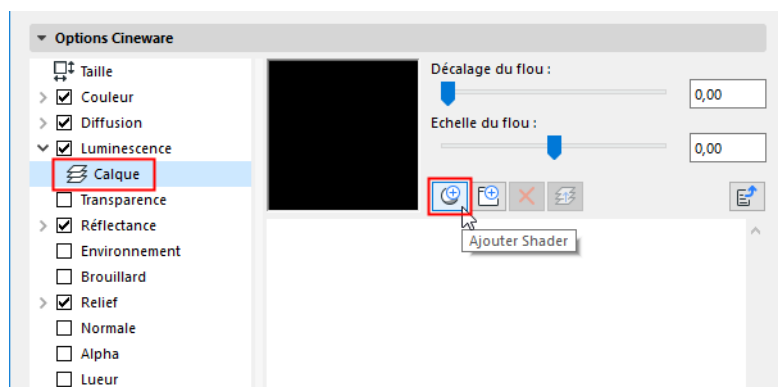 Options Cineware
Taille
Couleur
Diffusion
Luminescence
Calque
Transparence
Réflectance
Environnement
Brouillard
Relief
Normale
Alpha
Lueur
Décalage du flou :
0,00
Echelle du flou :
0,00
Ajouter Shader